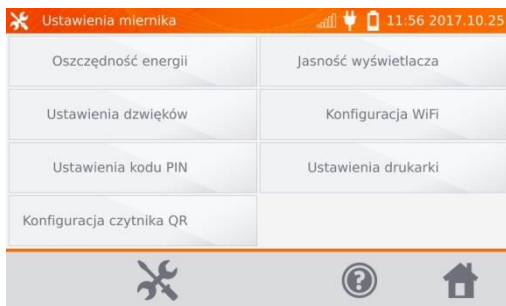 Ustawienia miernika 11:56 2017.10.25
Oszczędność energii Jasność wyświetlacza
Ustawienia dzwięków Konfiguracja WiFi
Ustawienia kodu PIN Ustawienia drukarki
Konfiguracja czytnika QR